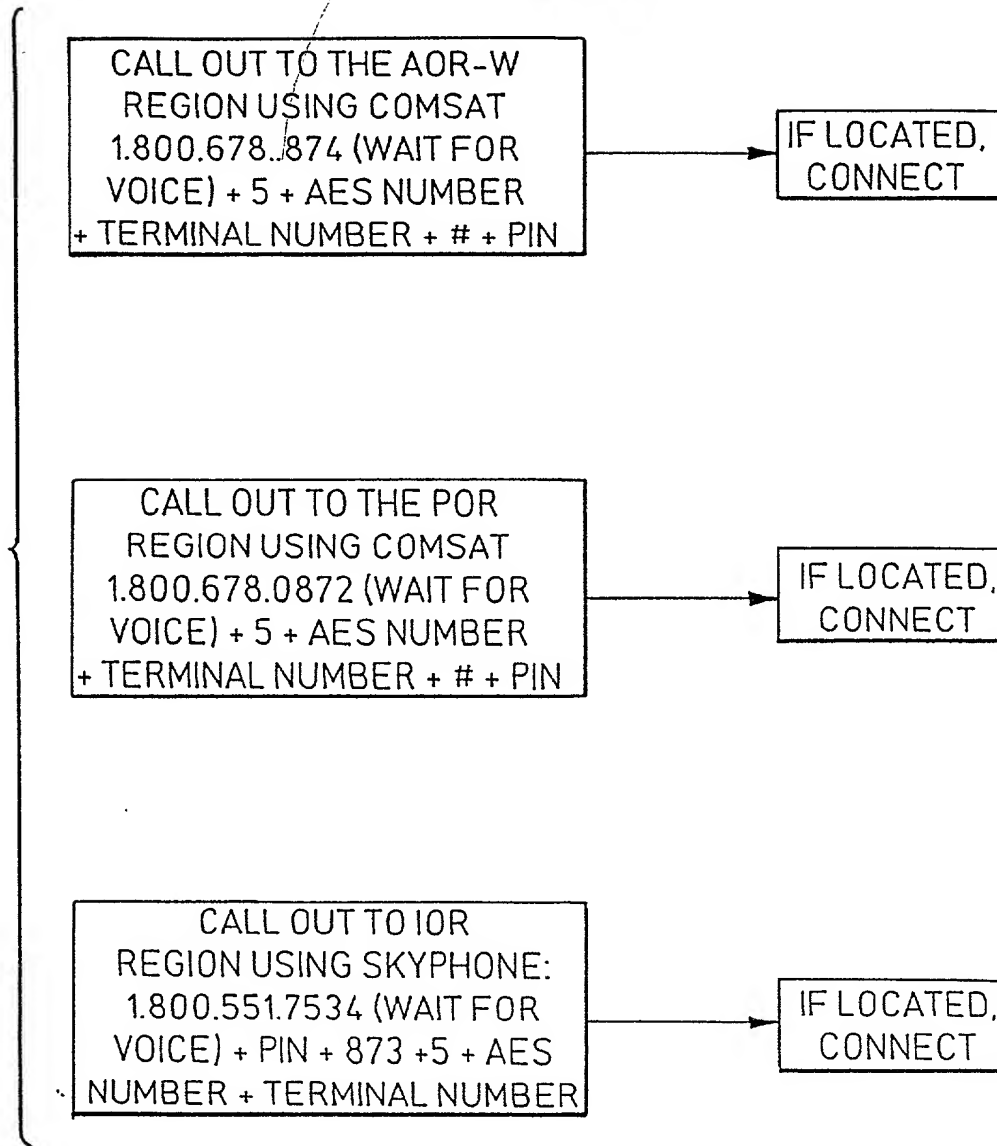 CALL OUT TO THE AOR-W
REGION USING COMSAT
1.800.678..874 (WAIT FOR
VOICE) + 5 + AES NUMBER
+ TERMINAL NUMBER + # + PIN
IF LOCATED,
CONNECT
CALL OUT TO THE POR
REGION USING COMSAT
1.800.678.0872 (WAIT FOR
VOICE) + 5 + AES NUMBER
+ TERMINAL NUMBER + # + PIN
IF LOCATED,
CONNECT
CALL OUT TO IOR
REGION USING SKYPHONE:
1.800.551.7534 (WAIT FOR
VOICE) + PIN + 873 +5 + AES
NUMBER + TERMINAL NUMBER
IF LOCATED,
CONNECT